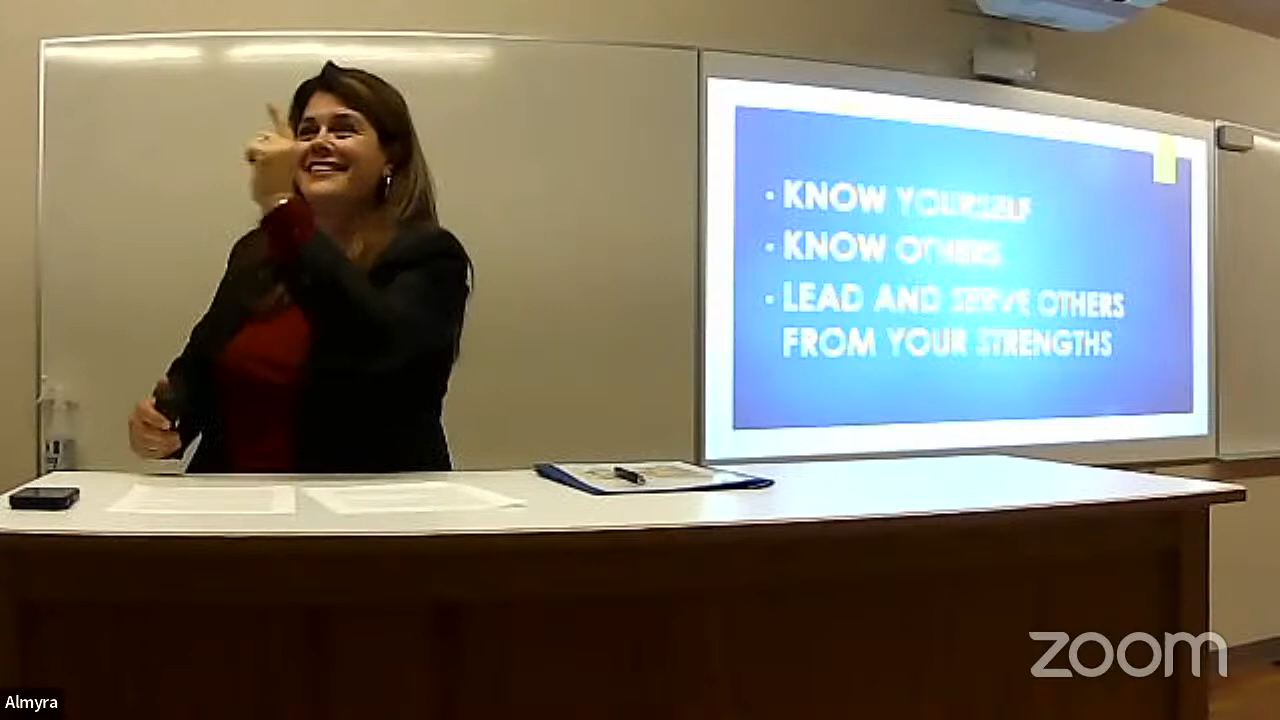 • KNOW YOURSELF
• KNOW OTHERS
• LEAD AND SERVE OTHERS
FROM YOUR STRENGTHS
zoom
Almyra